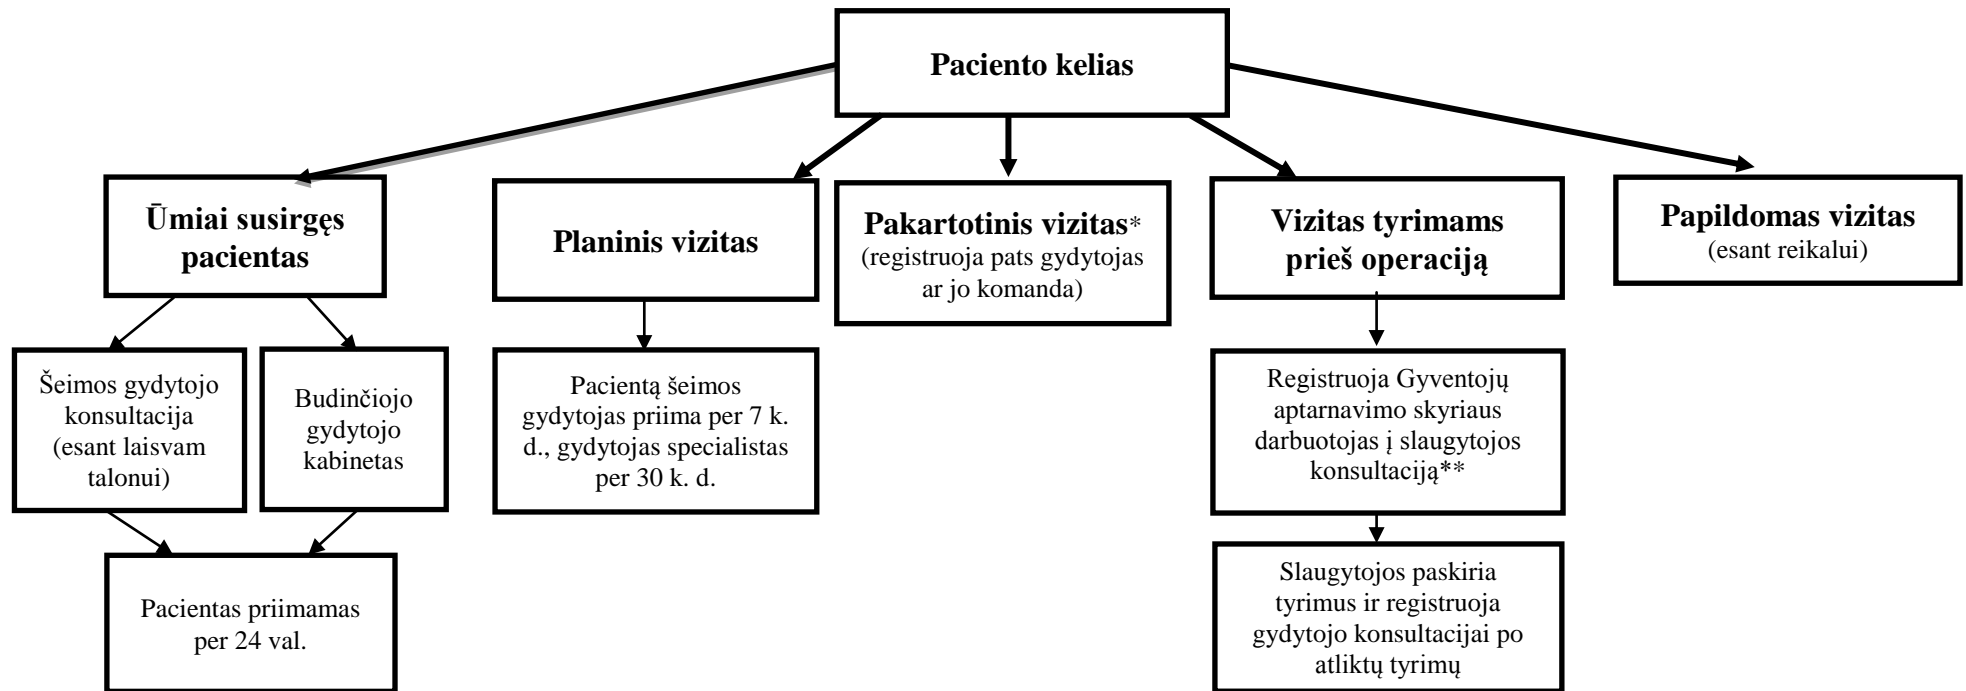 Paciento kelias
Ūmiai susirgęs
pacientas
Planinis vizitas
Pakartotinis vizitas*
(registruoja pats gydytojas
ar jo komanda)
Vizitas tyrimams
prieš operaciją
Papildomas vizitas
(esant reikalui)
Šeimos gydytojo
konsultacija
(esant laisvam
talonui)
Budinčiojo
gydytojo
kabinetas
Pacientą šeimos
gydytojas priima per 7 k.
d., gydytojas specialistas
per 30 k. d.
Registruoja Gyventojų
aptarnavimo skyriaus
darbuotojas į slaugytojos
konsultaciją**
Pacientas priimamas
per 24 val.
Slaugytojos paskiria
tyrimus ir registruoja
gydytojo konsultacijai po
atliktų tyrimų